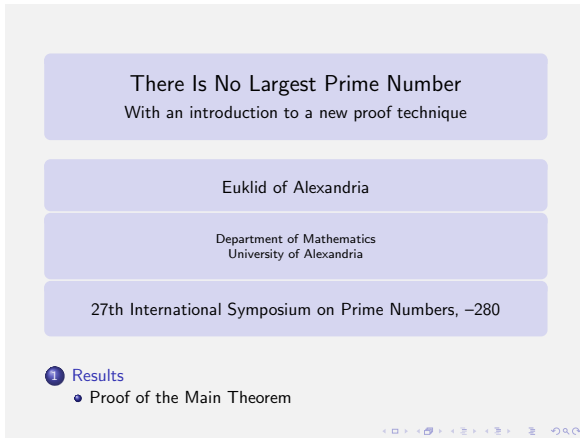 There Is No Largest Prime Number
With an introduction to a new proof technique
Euklid of Alexandria
Department of Mathematics
University of Alexandria
27th International Symposium on Prime Numbers, –280
1 Results
Proof of the Main Theorem